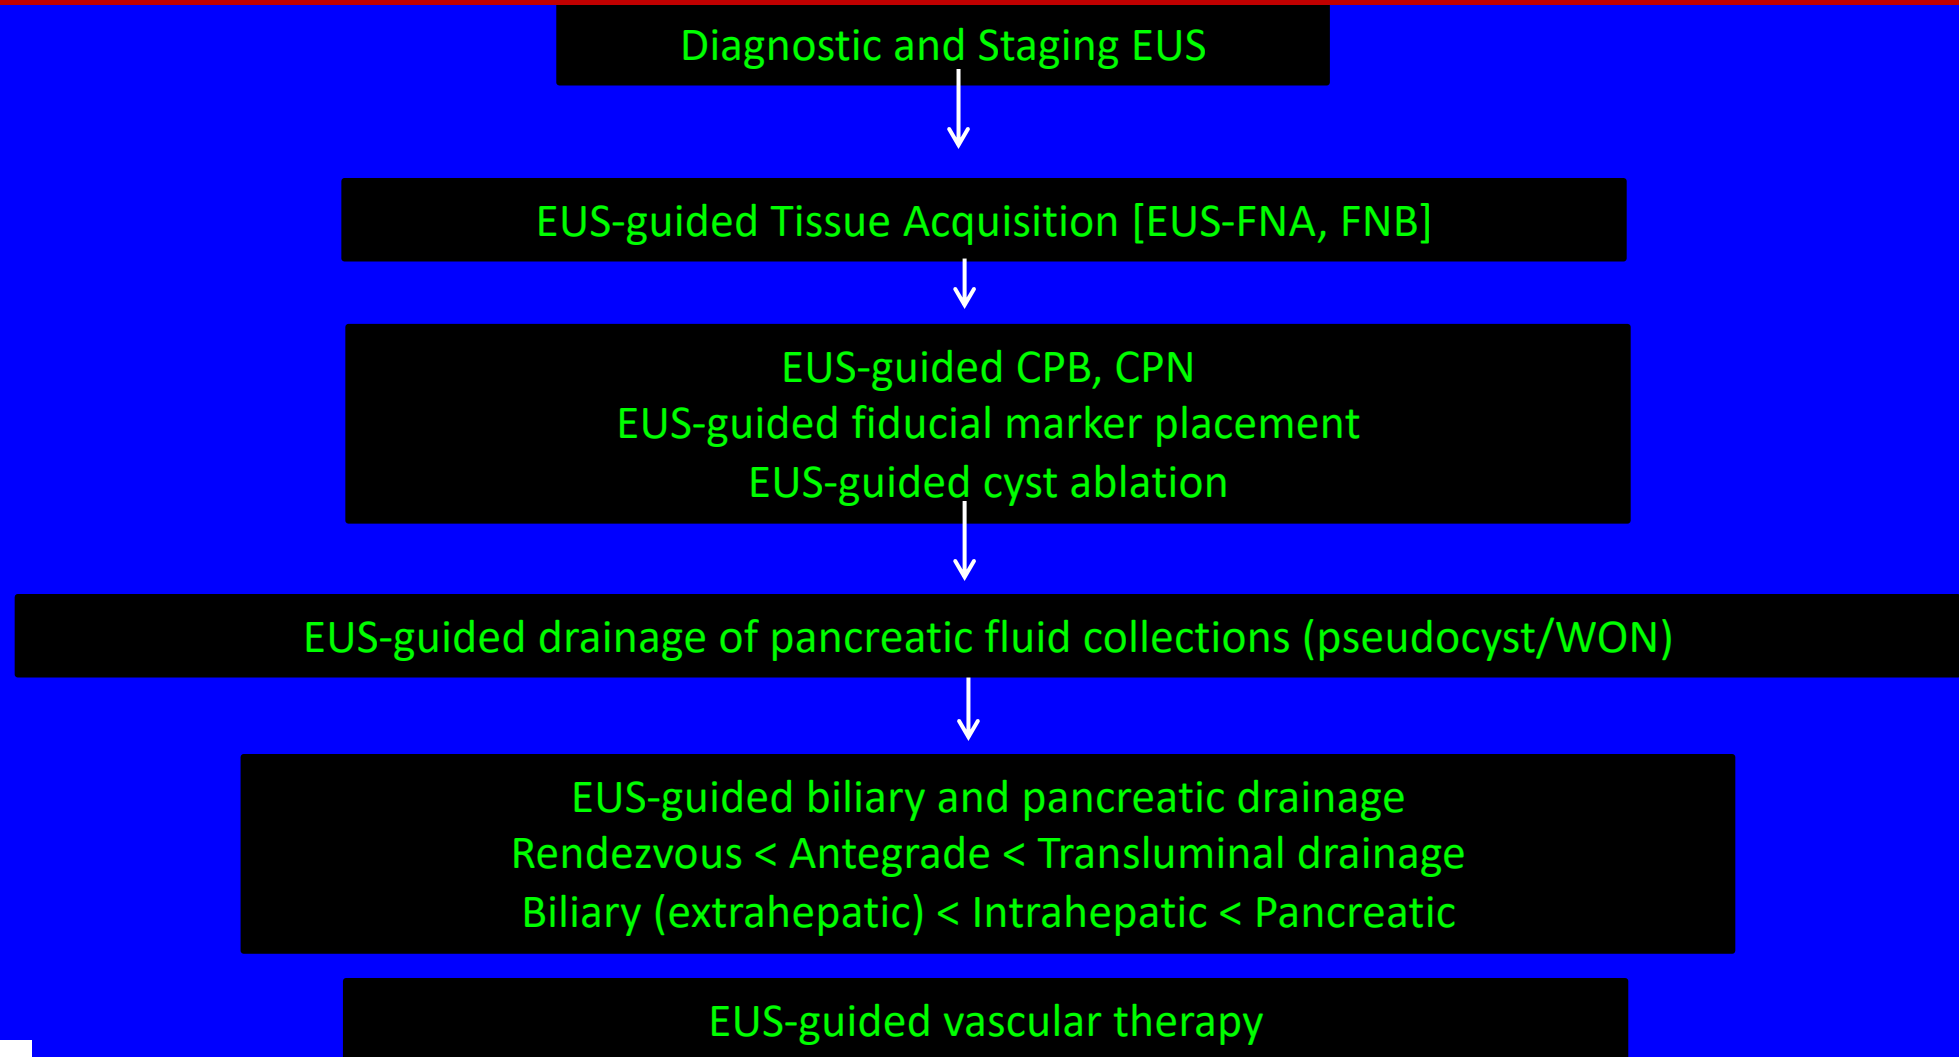 Diagnostic and Staging EUS
EUS-guided Tissue Acquisition [EUS-FNA, FNB]
EUS-guided CPB, CPN
EUS-guided fiducial marker placement
EUS-guided cyst ablation
EUS-guided drainage of pancreatic fluid collections (pseudocyst/WON)
EUS-guided biliary and pancreatic drainage
Rendezvous < Antegrade < Transluminal drainage
Biliary (extrahepatic) < Intrahepatic < Pancreatic
EUS-guided vascular therapy